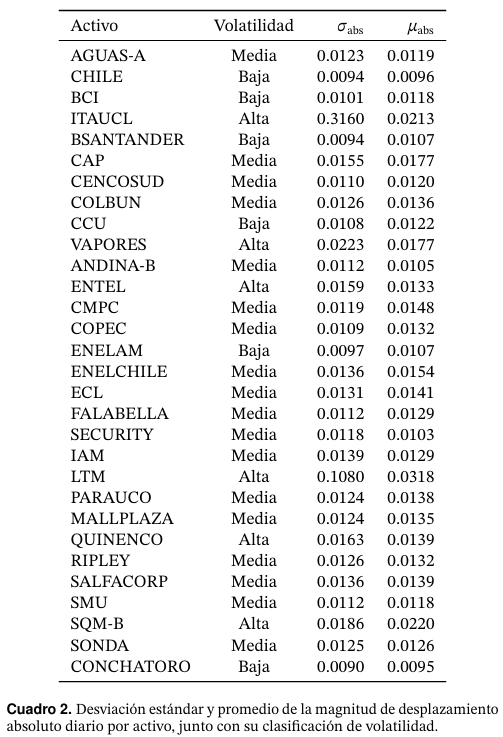 Activo Volatilidad σabs μabs
AGUAS-A Media 0.0123 0.0119
CHILE Baja 0.0094 0.0096
BCI Baja 0.0101 0.0118
ITAUCL Alta 0.3160 0.0213
BSANTANDER Baja 0.0094 0.0107
CAP Media 0.0155 0.0177
CENCOSUD Media 0.0110 0.0120
COLBUN Media 0.0126 0.0136
CCU Baja 0.0108 0.0122
VAPORES Alta 0.0223 0.0177
ANDINA-B Media 0.0112 0.0105
ENTEL Alta 0.0159 0.0133
CMPC Media 0.0119 0.0148
COPEC Media 0.0109 0.0132
ENELAM Baja 0.0097 0.0107
ENELCHILE Media 0.0136 0.0154
ECL Media 0.0131 0.0141
FALABELLA Media 0.0112 0.0129
SECURITY Media 0.0118 0.0103
IAM Media 0.0139 0.0129
LTM Alta 0.1080 0.0318
PARAUCO Media 0.0124 0.0138
MALLPLAZA Media 0.0124 0.0135
QUINENCO Alta 0.0163 0.0139
RIPLEY Media 0.0126 0.0132
SALFACORP Media 0.0136 0.0139
SMU Media 0.0112 0.0118
SQM-B Alta 0.0186 0.0220
SONDA Media 0.0125 0.0126
CONCHATORO Baja 0.0090 0.0095
Cuadro 2. Desviación estándar y promedio de la magnitud de desplazamiento
absoluto diario por activo, junto con su clasificación de volatilidad.